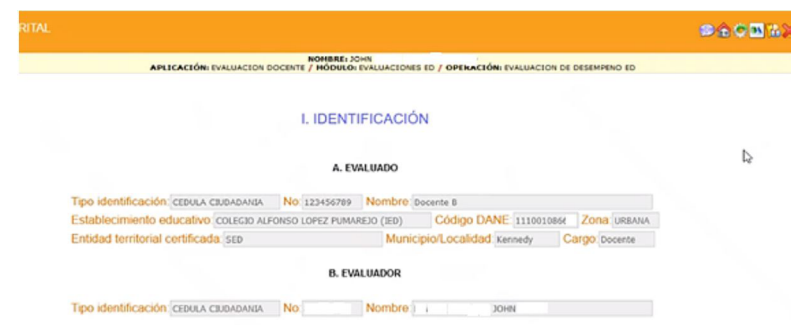 RITAL
NOMBRE: JOHN
APLICACIÓN: EVALUACION DOCENTE / MÓDULO: EVALUACIONES ED / OPERACIÓN: EVALUACION DE DESEMPENO ED
I. IDENTIFICACIÓN
A. EVALUADO
Tipo identificación: CEDULA CIUDADANIA No: 123456789 Nombre: Docente B
Establecimiento educativo: COLEGIO ALFONSO LOPEZ PUMAREJO (IED) Código DANE: 11100108 Zona: URBANA
Entidad territorial certificada: SED Municipio/Localidad: Kennedy Cargo: Docente
B. EVALUADOR
Tipo identificación: CEDULA CIUDADANIA No: Nombre: JOHN